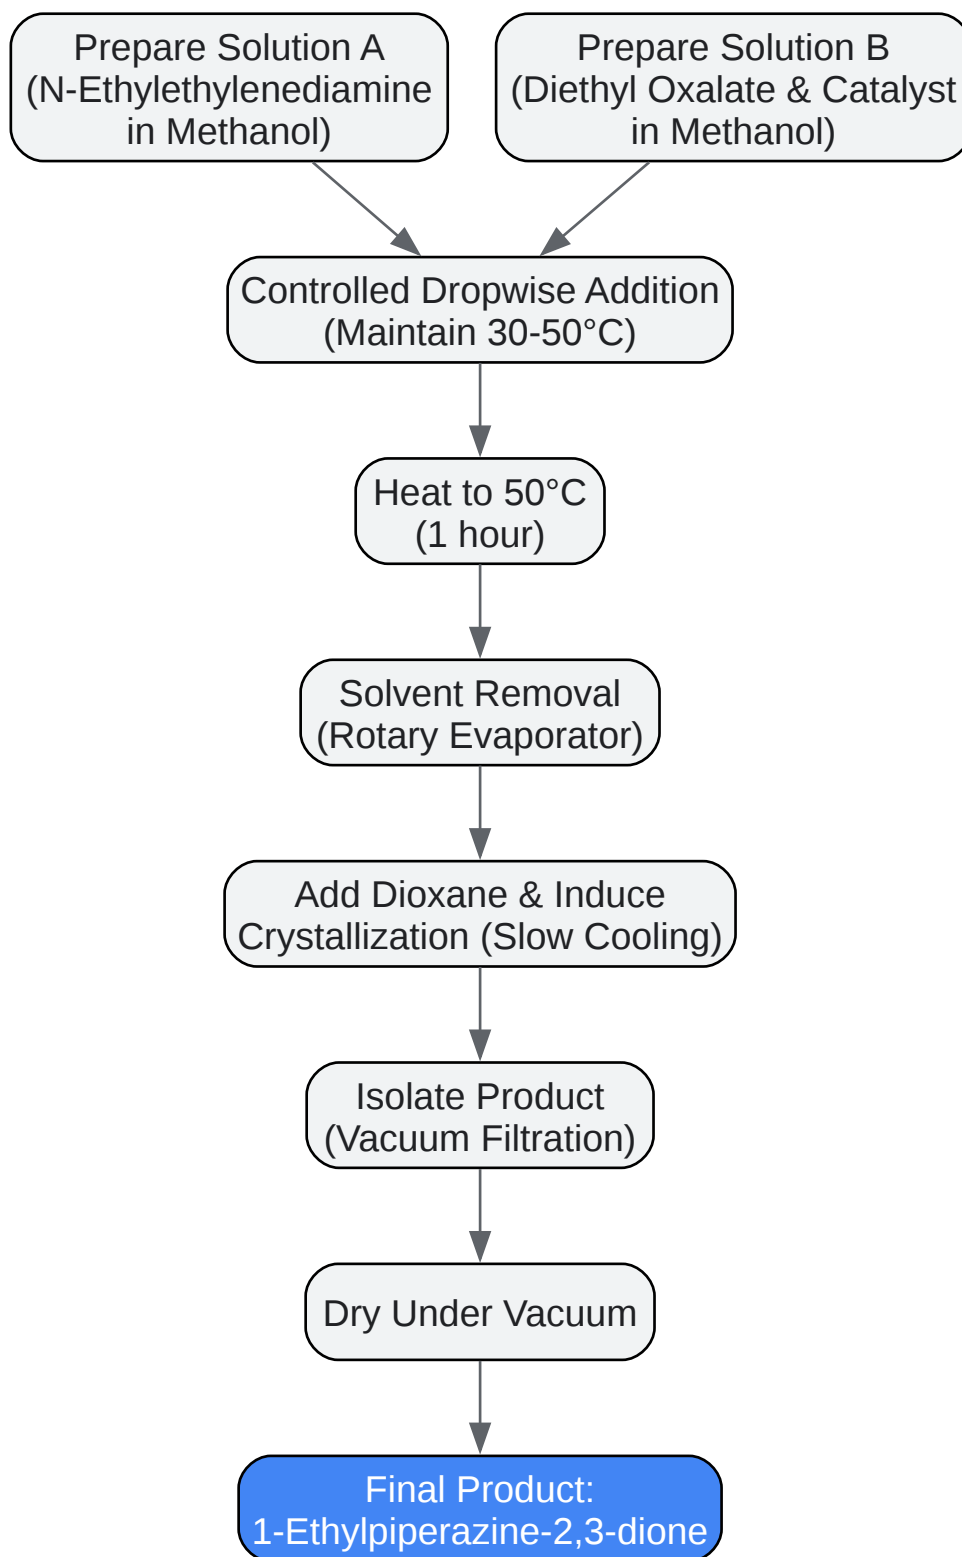 Prepare Solution A
(N-Ethylethylenediamine
in Methanol)
Prepare Solution B
(Diethyl Oxalate & Catalyst
in Methanol)
Controlled Dropwise Addition
(Maintain 30-50°C)
Heat to 50°C
(1 hour)
Solvent Removal
(Rotary Evaporator)
Add Dioxane & Induce
Crystallization (Slow Cooling)
Isolate Product
(Vacuum Filtration)
Dry Under Vacuum
Final Product:
1-Ethylpiperazine-2,3-dione